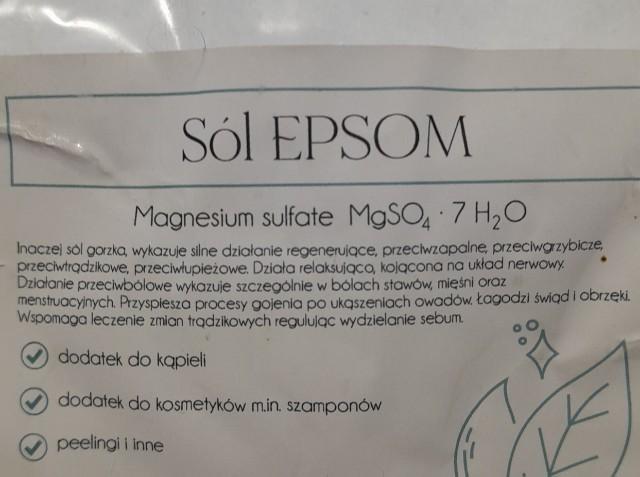 Sól EPSOM
Magnesium sulfate MgSO₄ · 7 H₂O
Inaczej sól gorzka, wykazuje silne działanie regenerujące, przeciwzapalne, przeciwgrzybicze,
przeciwtrądzikowe, przeciwłupieżowe. Działa relaksująco, kojącona na układ nerwowy.
Działanie przeciwbólowe wykazuje szczególnie w bólach stawów, mieśni oraz
menstruacyjnych. Przyspiesza procesy gojenia po ukąszeniach owadów. Łagodzi świąd i obrzęki.
Wspomaga leczenie zmian trądzikowych regulując wydzielanie sebum.
dodatek do kąpieli
dodatek do kosmetyków m.in. szamponów
peelingi i inne